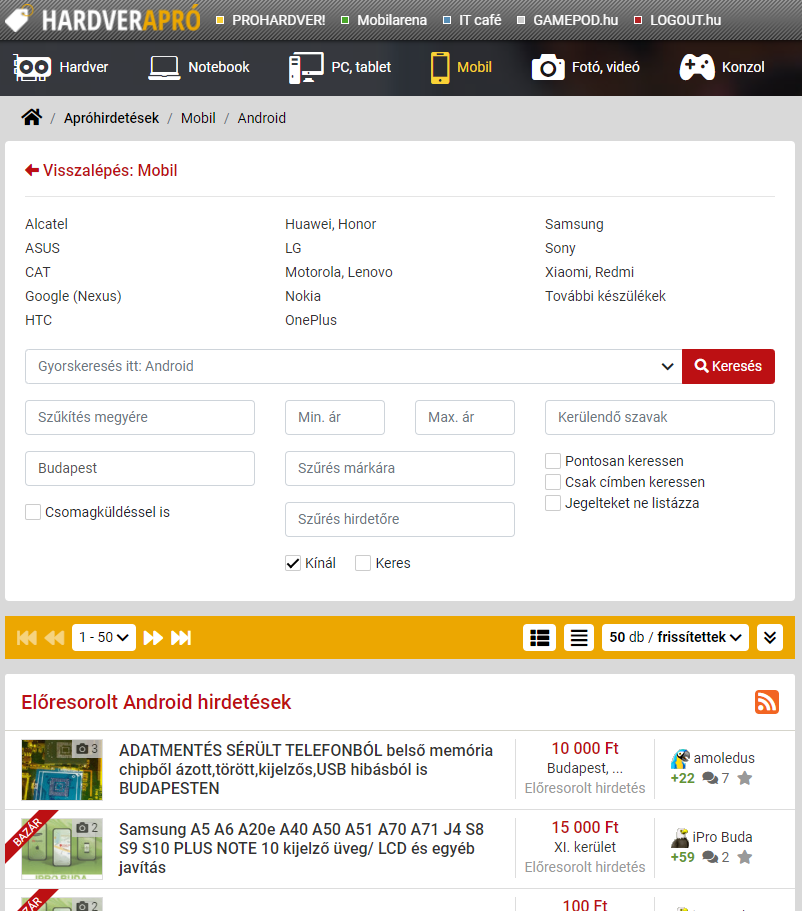 HARDVERAPRÓ PROHARDVER! Mobilarena IT café GAMEPOD.hu LOGOUT.hu
Hardver Notebook PC, tablet Mobil Fotó, videó Konzol
/ Apróhirdetések / Mobil / Android
Visszalépés: Mobil
Alcatel Huawei, Honor Samsung
ASUS LG Sony
CAT Motorola, Lenovo Xiaomi, Redmi
Google (Nexus) Nokia További készülékek
HTC OnePlus
Gyorskeresés itt: Android Keresés
Szűkítés megyére Min. ár Max. ár Kerülendő szavak
Budapest Szűrés márkára Pontosan keressen
Csak címben keressen
Csomagküldéssel is Szűrés hirdetőre Jegelteket ne listázza
Kínál Keres
1 - 50 50 db / frissítettek
Előresorolt Android hirdetések
3 ADATMENTÉS SÉRÜLT TELEFONBÓL belső memória
chipből ázott,törött,kijelzős,USB hibásból is
BUDAPESTEN
10 000 Ft
Budapest, ...
Előresorolt hirdetés
amoledus
+22 7
BAZÁR 2
IPRO BUDA
Samsung A5 A6 A20e A40 A50 A51 A70 A71 J4 S8
S9 S10 PLUS NOTE 10 kijelző üveg/ LCD és egyéb
javítás
15 000 Ft
XI. kerület
Előresorolt hirdetés
iPro Buda
+59 2
2
100 Ft